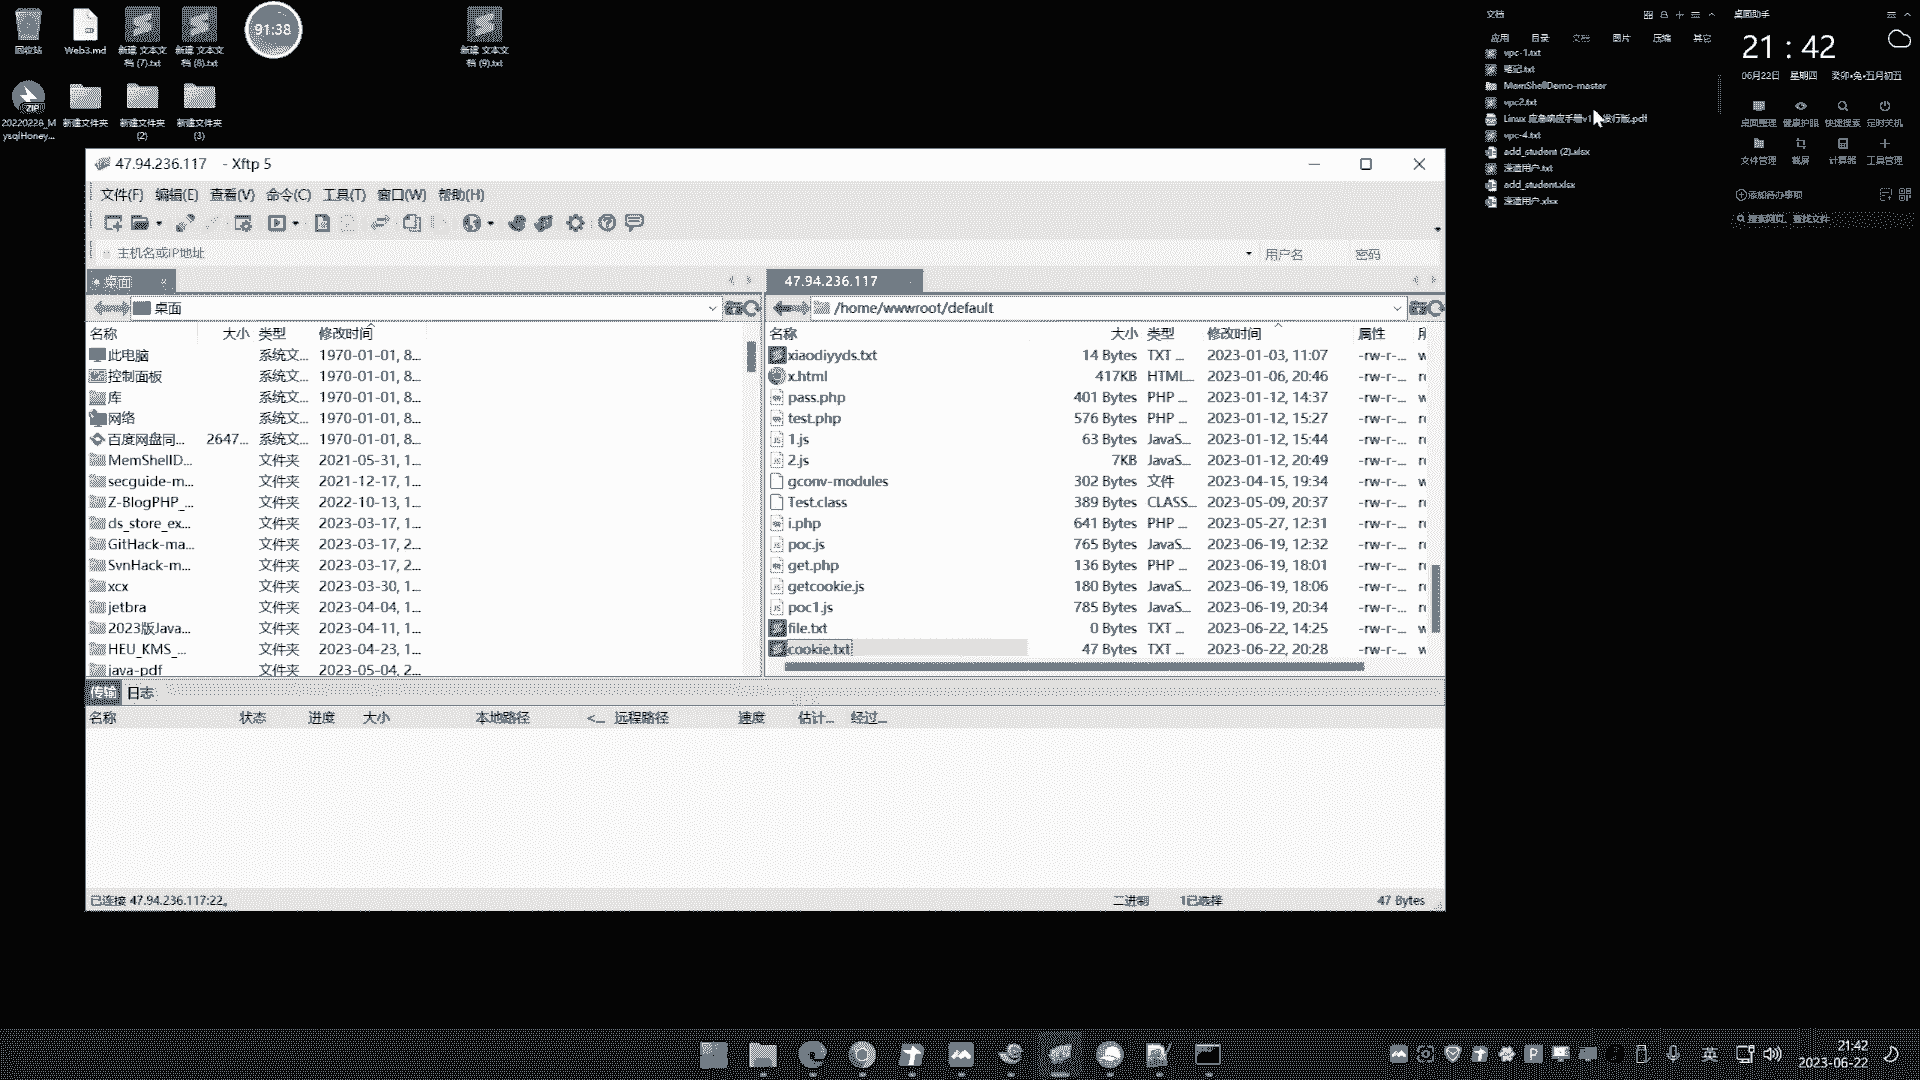 回收站
Web3.md
新建 文本文档 (7).txt
新建 文本文档 (8).txt
91:38
新建 文本文档 (9).txt
20220228_MysqlHoney...
新建文件夹
新建文件夹 (2)
新建文件夹 (3)
文档
应用 目录 文档 图片 压缩 其它
vpc-1.txt
笔记.txt
MemShellDemo-master
vpc2.txt
Linux 应急响应手册v1 发行版.pdf
vpc-4.txt
add_student (2).xlsx
add_student.xlsx
桌面助手
21 : 42
06月22日 星期四 癸卯•兔•五月初五
桌面整理 健康护眼 快捷搜索 定时关机
文件管理 截屏 计算器 工具管理
添加待办事项
搜索网页、查找文件
47.94.236.117 - Xftp 5
文件(F) 编辑(E) 查看(V) 命令(C) 工具(T) 窗口(W) 帮助(H)
主机名或IP地址 用户名 密码
桌面
47.94.236.117
桌面
/home/wwwroot/default
名称 大小 类型 修改时间
此电脑 系统文... 1970-01-01, 8...
控制面板 系统文... 1970-01-01, 8...
库 系统文... 1970-01-01, 8...
网络 系统文... 1970-01-01, 8...
百度网盘同... 2647... 系统文... 1970-01-01, 8...
MemShellD... 文件夹 2021-05-31, 1...
secguide-m... 文件夹 2021-12-17, 1...
Z-BlogPHP_... 文件夹 2022-10-13, 1...
ds_store_ex... 文件夹 2023-03-17, 1...
GitHack-ma... 文件夹 2023-03-17, 2...
SvnHack-m... 文件夹 2023-03-17, 2...
xcx 文件夹 2023-03-30, 1...
jetbra 文件夹 2023-04-04, 1...
2023版Java... 文件夹 2023-04-11, 1...
HEU_KMS_... 文件夹 2023-04-23, 1...
java-pdf 文件夹 2023-05-04, 2...
名称 大小 类型 修改时间 属性
xiaodiyyds.txt 14 Bytes TXT ... 2023-01-03, 11:07 -rw-r-...
x.html 417KB HTML... 2023-01-06, 20:46 -rw-r-...
pass.php 401 Bytes PHP ... 2023-01-12, 14:37 -rw-r-...
test.php 576 Bytes PHP ... 2023-01-12, 15:27 -rw-r-...
1.js 63 Bytes JavaS... 2023-01-12, 15:44 -rw-r-...
2.js 7KB JavaS... 2023-01-12, 20:49 -rw-r-...
gconv-modules 302 Bytes 文件 2023-04-15, 19:34 -rw-r-...
Test.class 389 Bytes CLASS... 2023-05-09, 20:37 -rw-r-...
i.php 641 Bytes PHP ... 2023-05-27, 12:31 -rw-r-...
poc.js 765 Bytes JavaS... 2023-06-19, 12:32 -rw-r-...
get.php 136 Bytes PHP ... 2023-06-19, 18:01 -rw-r-...
getcookie.js 180 Bytes JavaS... 2023-06-19, 18:06 -rw-r-...
poc1.js 785 Bytes JavaS... 2023-06-19, 20:34 -rw-r-...
file.txt 0 Bytes TXT ... 2023-06-22, 14:25 -rw-r-...
cookie.txt 47 Bytes TXT ... 2023-06-22, 20:28 -rw-r-...
传输 日志
名称 状态 进度 大小 本地路径 <... 远程路径 速度 估计... 经过...
已连接 47.94.236.117:22。 二进制 1已选择 47 Bytes
英
21:42
2023-06-22